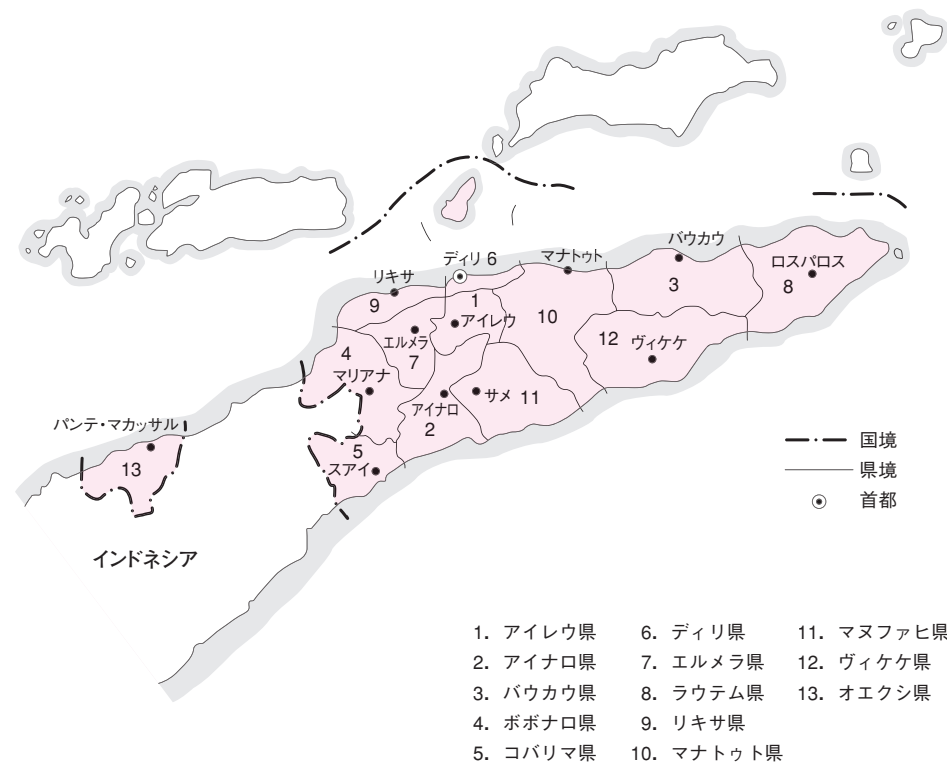 バウカウ
ディリ 6
マナトゥト
ロスパロス
リキサ
8
3
9
1
アイレウ
10
エルメラ
7
12 ヴィケケ
4
マリアナ
サメ 11
アイナロ
2
パンテ・マカッサル
5
スアイ
13
国境
県境
首都
インドネシア
1. アイレウ県 6. ディリ県 11. マヌファヒ県
2. アイナロ県 7. エルメラ県 12. ヴィケケ県
3. バウカウ県 8. ラウテム県 13. オエクシ県
4. ボボナロ県 9. リキサ県
5. コバリマ県 10. マナトゥト県